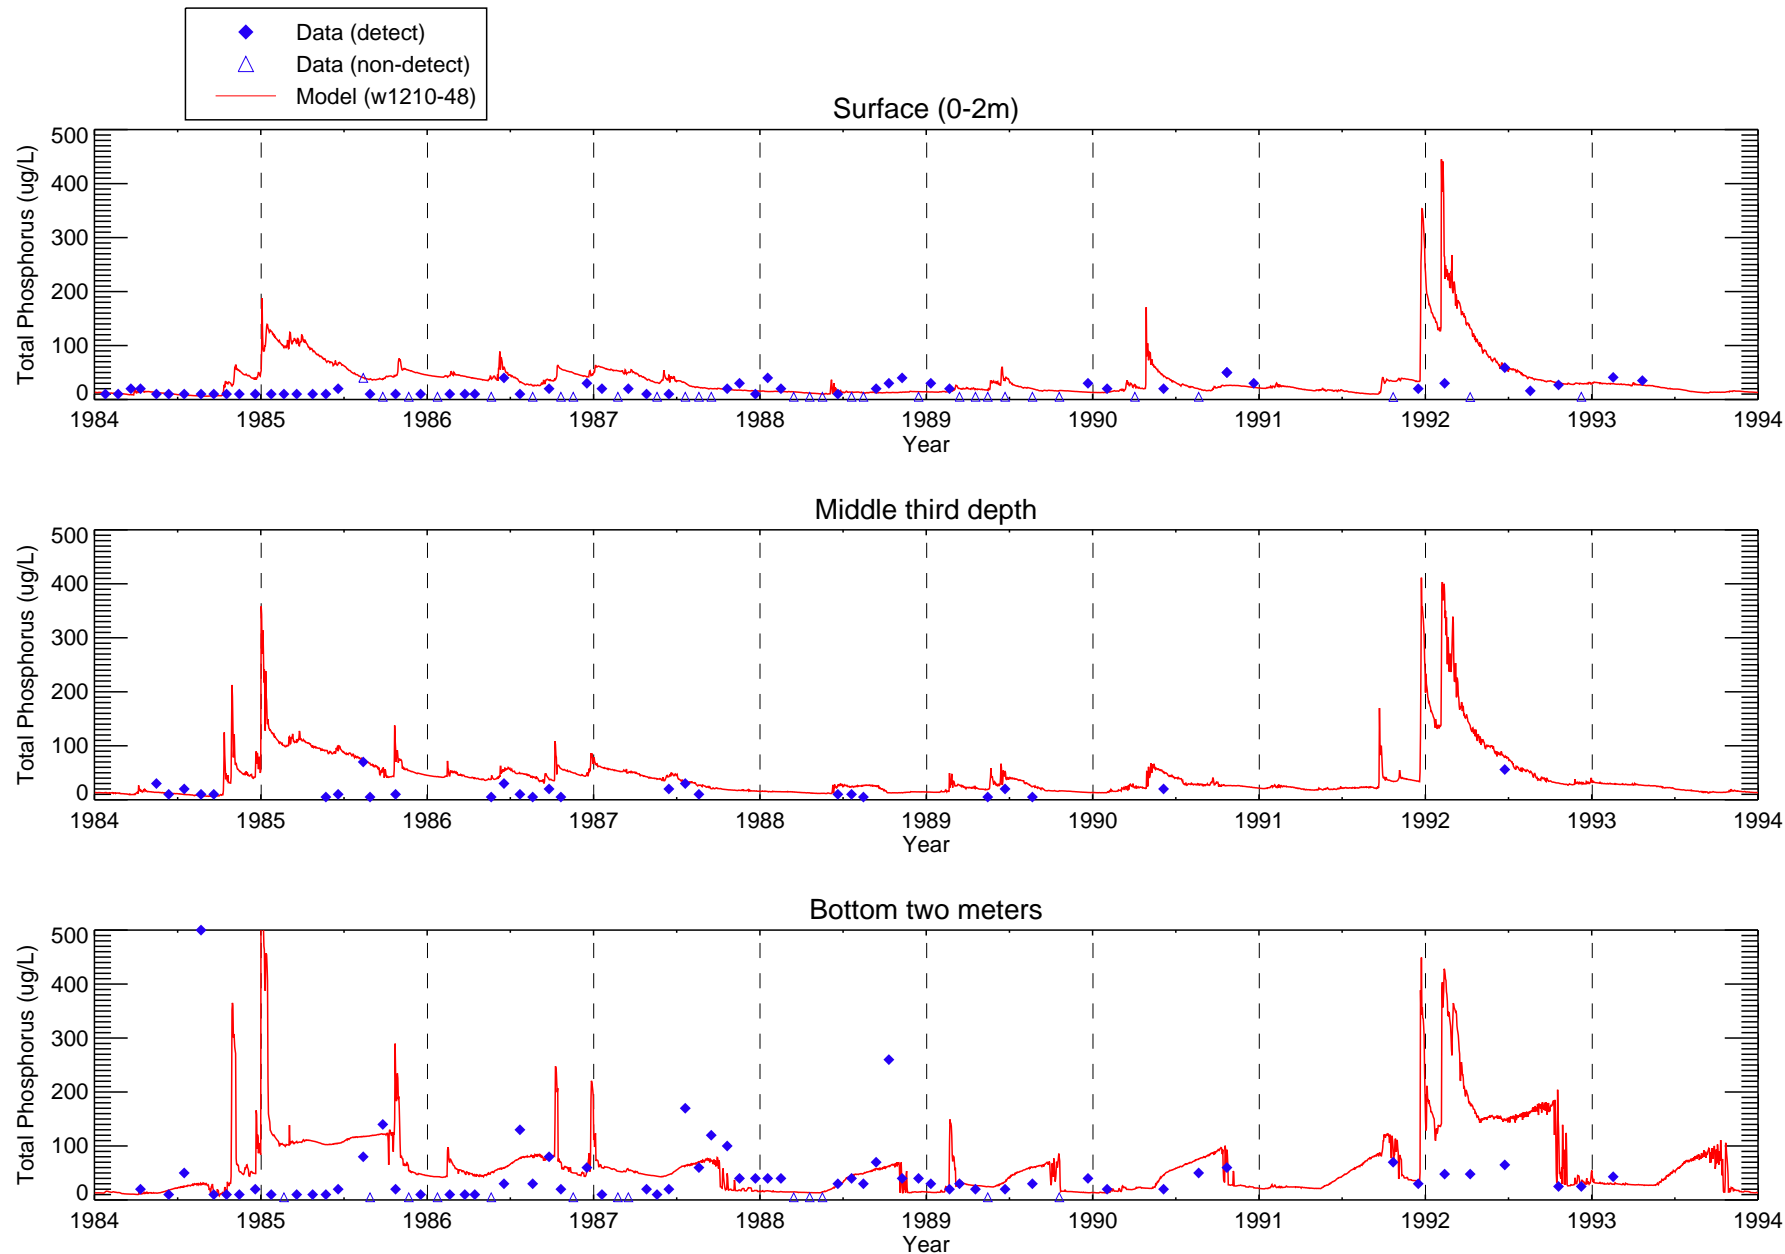 Data (detect)
Data (non-detect)
Model (w1210-48)
Surface (0-2m)
Total Phosphorus (ug/L)
500
400
300
200
100
0
1984 1985 1986 1987 1988 1989 1990 1991 1992 1993 1994
Year
Middle third depth
Total Phosphorus (ug/L)
500
400
300
200
100
0
1984 1985 1986 1987 1988 1989 1990 1991 1992 1993 1994
Year
Bottom two meters
Total Phosphorus (ug/L)
500
400
300
200
100
0
1984 1985 1986 1987 1988 1989 1990 1991 1992 1993 1994
Year